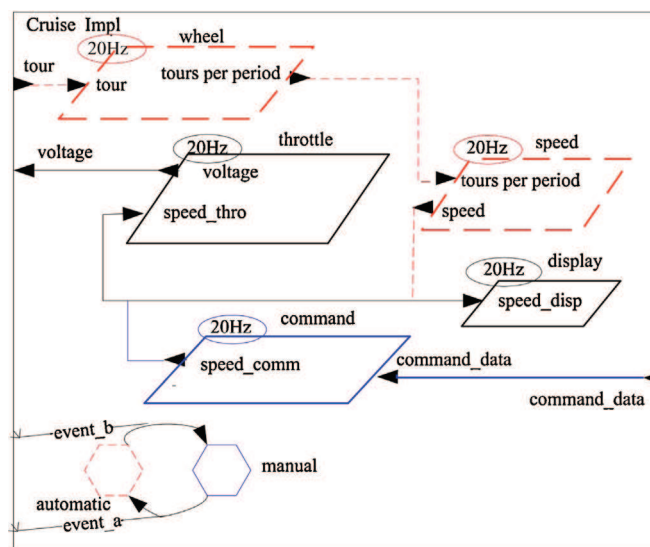 Cruise Impl
wheel
20Hz
tour
tour
tours per period
20Hz
throttle
speed
voltage
voltage
20Hz
tours per period
speed_thro
speed
20Hz
display
speed_disp
20Hz
command
speed_comm
command_data
command_data
event_b
manual
automatic
event_a